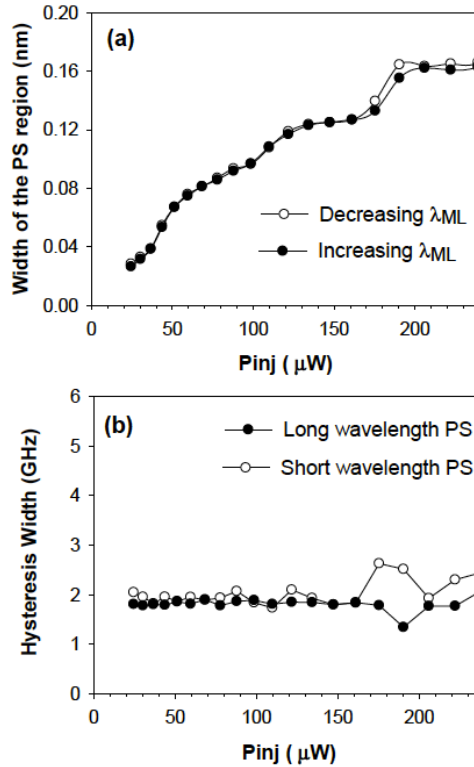 (a)
Width of the PS region (nm)
0.20
0.16
0.12
0.08
0.04
0.00
Decreasing λML
Increasing λML
0 50 100 150 200
Pinj ( μW)
(b)
Hysteresis Width (GHz)
6
5
4
3
2
1
0
Long wavelength PS
Short wavelength PS
0 50 100 150 200
Pinj ( μW)